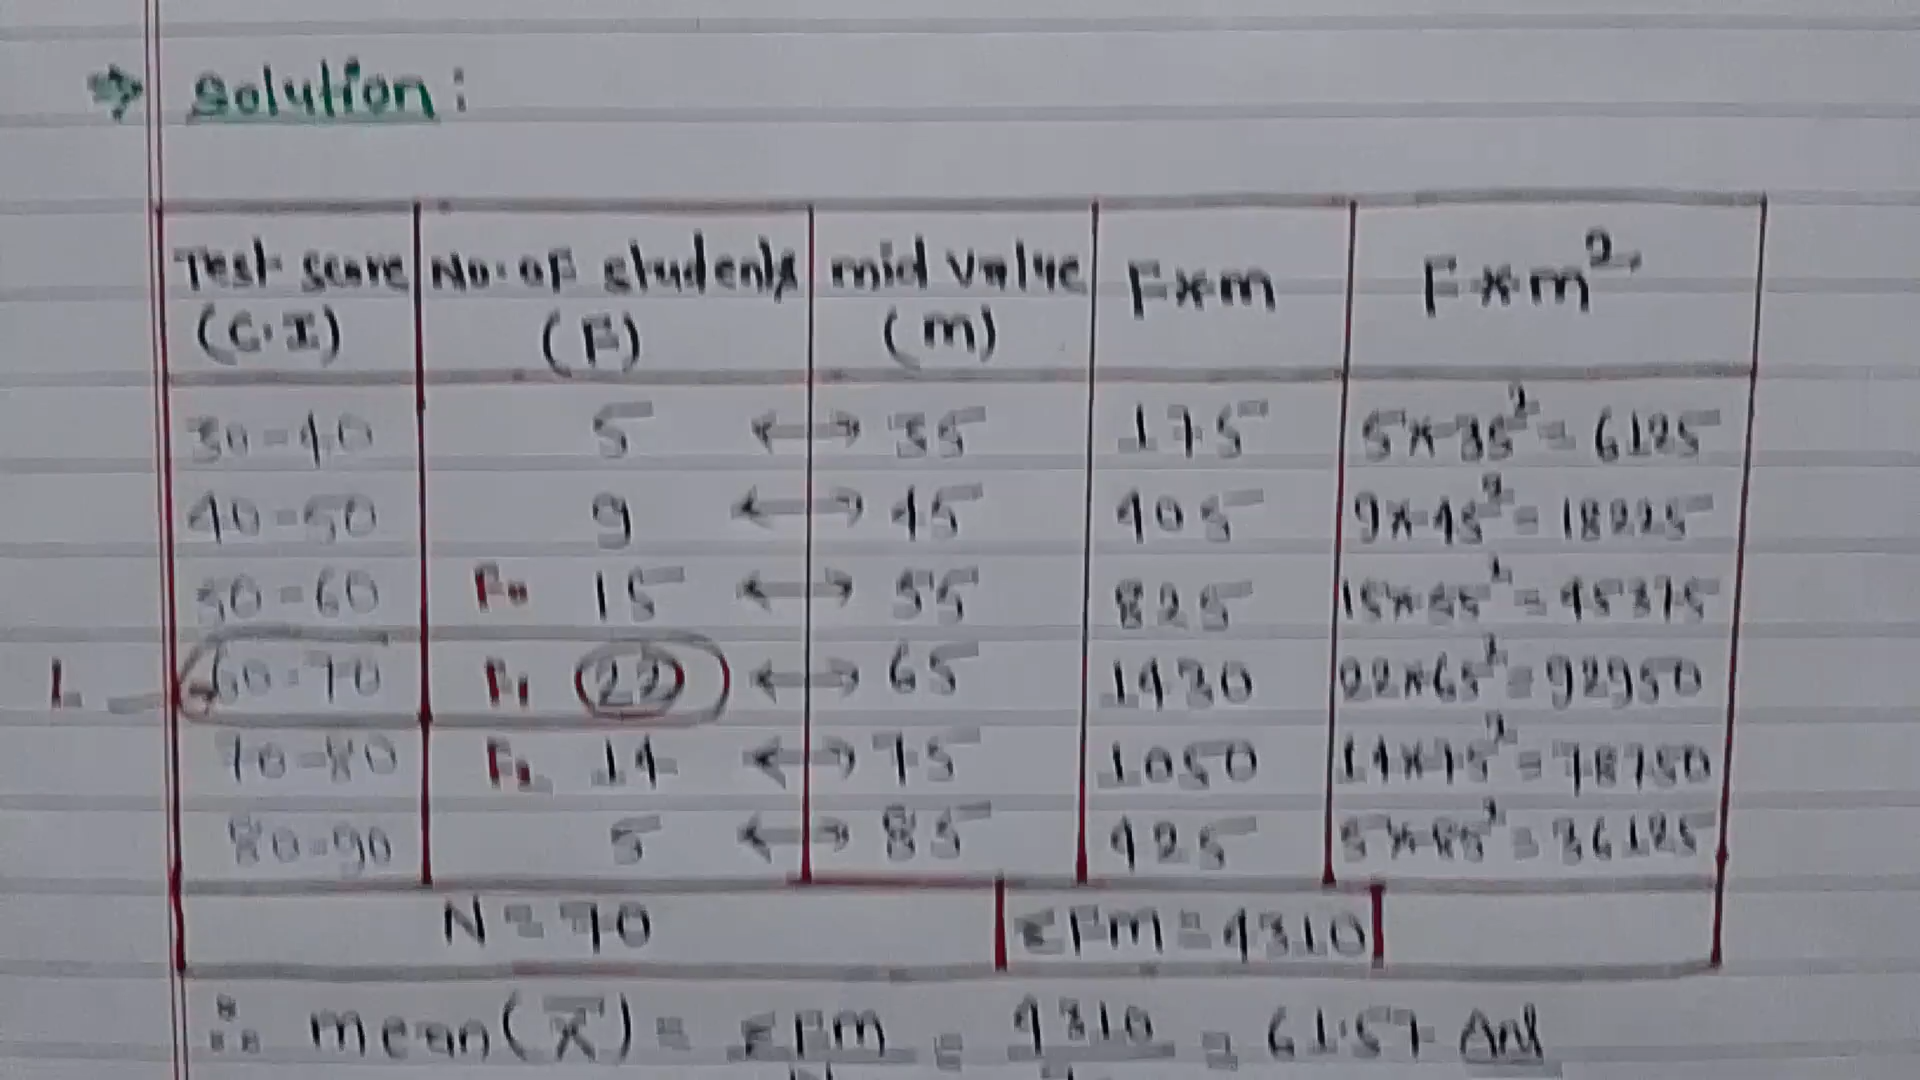 ⇒ Solution:
Test score No. of students mid value F×m F×m².
(C.I) (F) (m)
30-40 5 ↔ 35 175 5×35² = 6125
40-50 9 ↔ 45 405 9×45² = 18225
50-60 F₀ 15 ↔ 55 825 15×55² = 45375
L 60-70 F₁ 22 ↔ 65 1430 22×65² = 92950
70-80 F₂ 14 ↔ 75 1050 14×75² = 78750
80-90 5 ↔ 85 425 5×85² = 36125
N = 70 ΣFm = 4310
∴ mean (X̄) = ΣFm = 4310 = 61.57 Ans